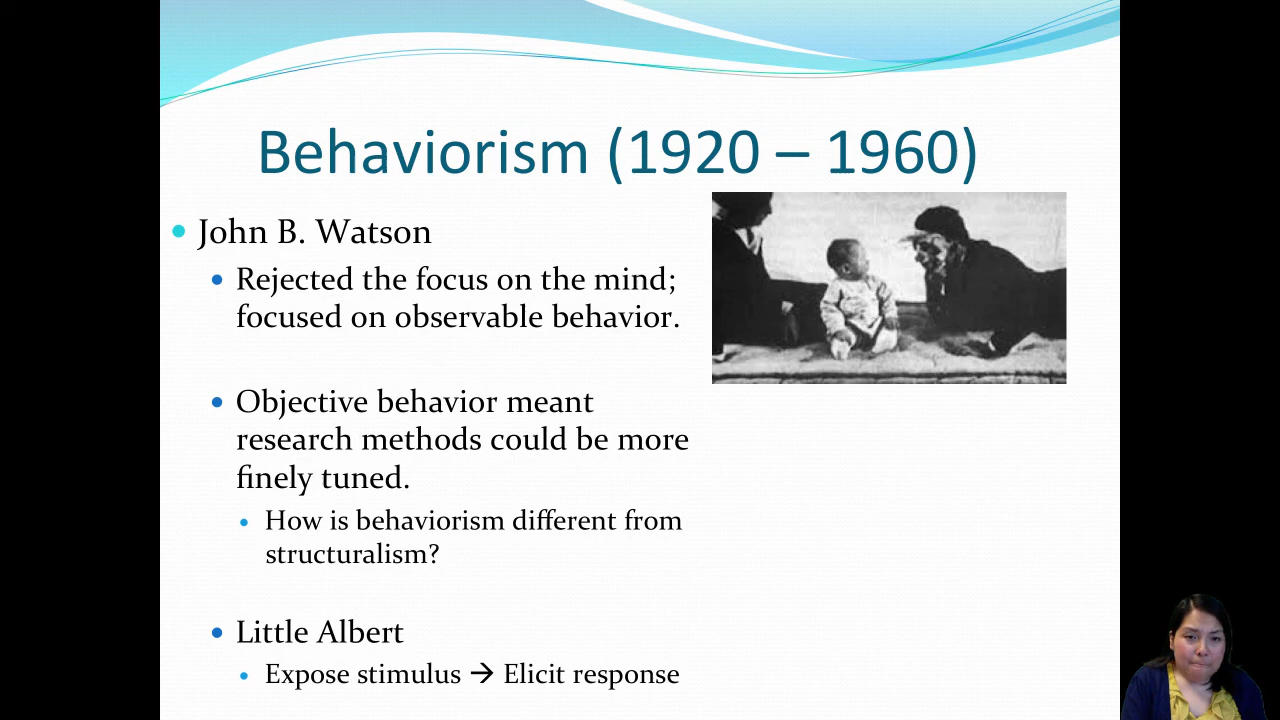 Behaviorism (1920 – 1960)
• John B. Watson
• Rejected the focus on the mind;
focused on observable behavior.
• Objective behavior meant
research methods could be more
finely tuned.
• How is behaviorism different from
structuralism?
• Little Albert
• Expose stimulus → Elicit response